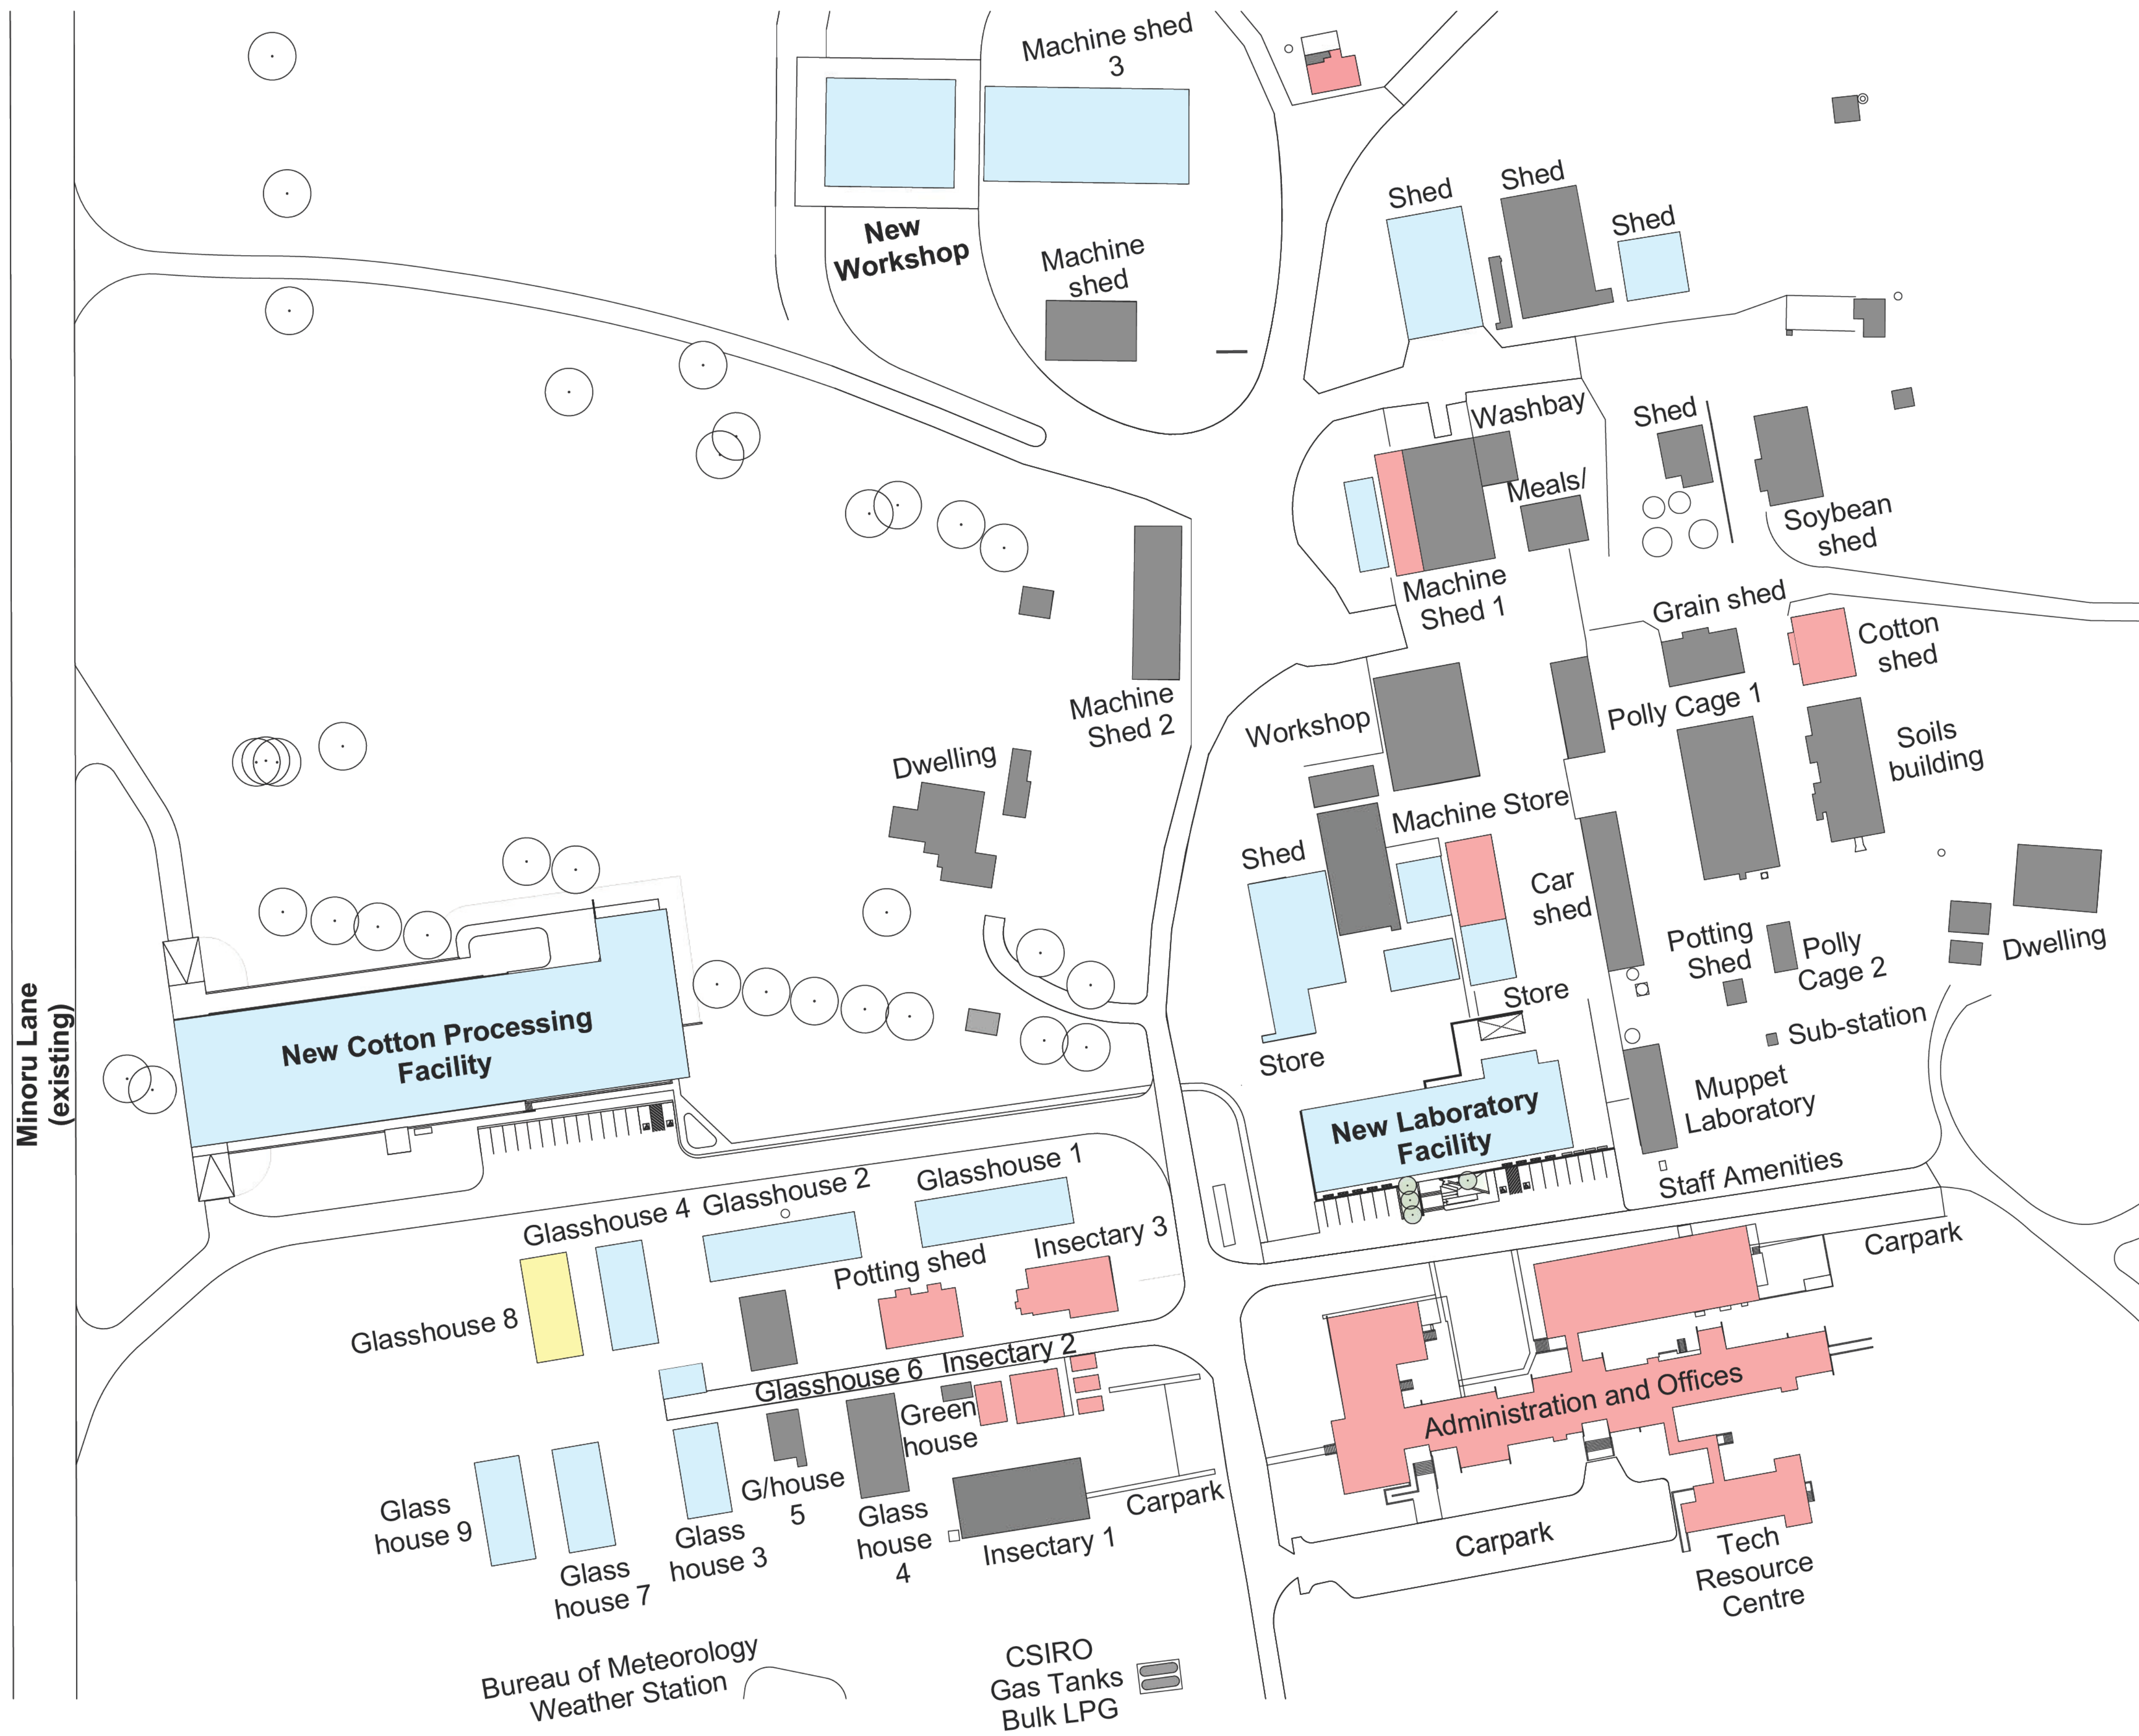 Machine shed
3
New
Workshop
Machine
shed
Shed
Shed
Shed
Washbay
Meals/
Shed
Soybean
shed
Machine
Shed 1
Grain shed
Cotton
shed
Machine
Shed 2
Workshop
Polly Cage 1
Soils
building
Dwelling
Machine Store
Shed
Car
shed
Potting
Shed
Polly
Cage 2
Dwelling
Store
Store
Sub-station
Minoru Lane
(existing)
New Cotton Processing
Facility
New Laboratory
Facility
Muppet
Laboratory
Staff Amenities
Glasshouse 1
Glasshouse 2
Glasshouse 4
Insectary 3
Potting shed
Carpark
Glasshouse 8
Insectary 2
Glasshouse 6
Green
house
Administration and Offices
G/house
5
Carpark
Glass
house 9
Glass
house 7
Glass
house 3
Glass
house
4
Insectary 1
Carpark
Tech
Resource
Centre
Bureau of Meteorology
Weather Station
CSIRO
Gas Tanks
Bulk LPG